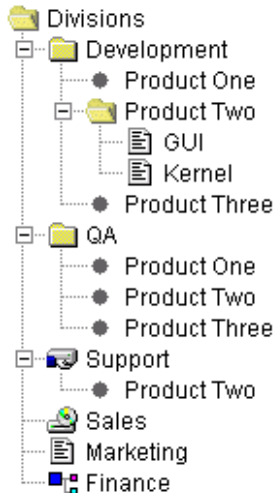 Divisions
Development
Product One
Product Two
GUI
Kernel
Product Three
QA
Product One
Product Two
Product Three
Support
Product Two
Sales
Marketing
Finance